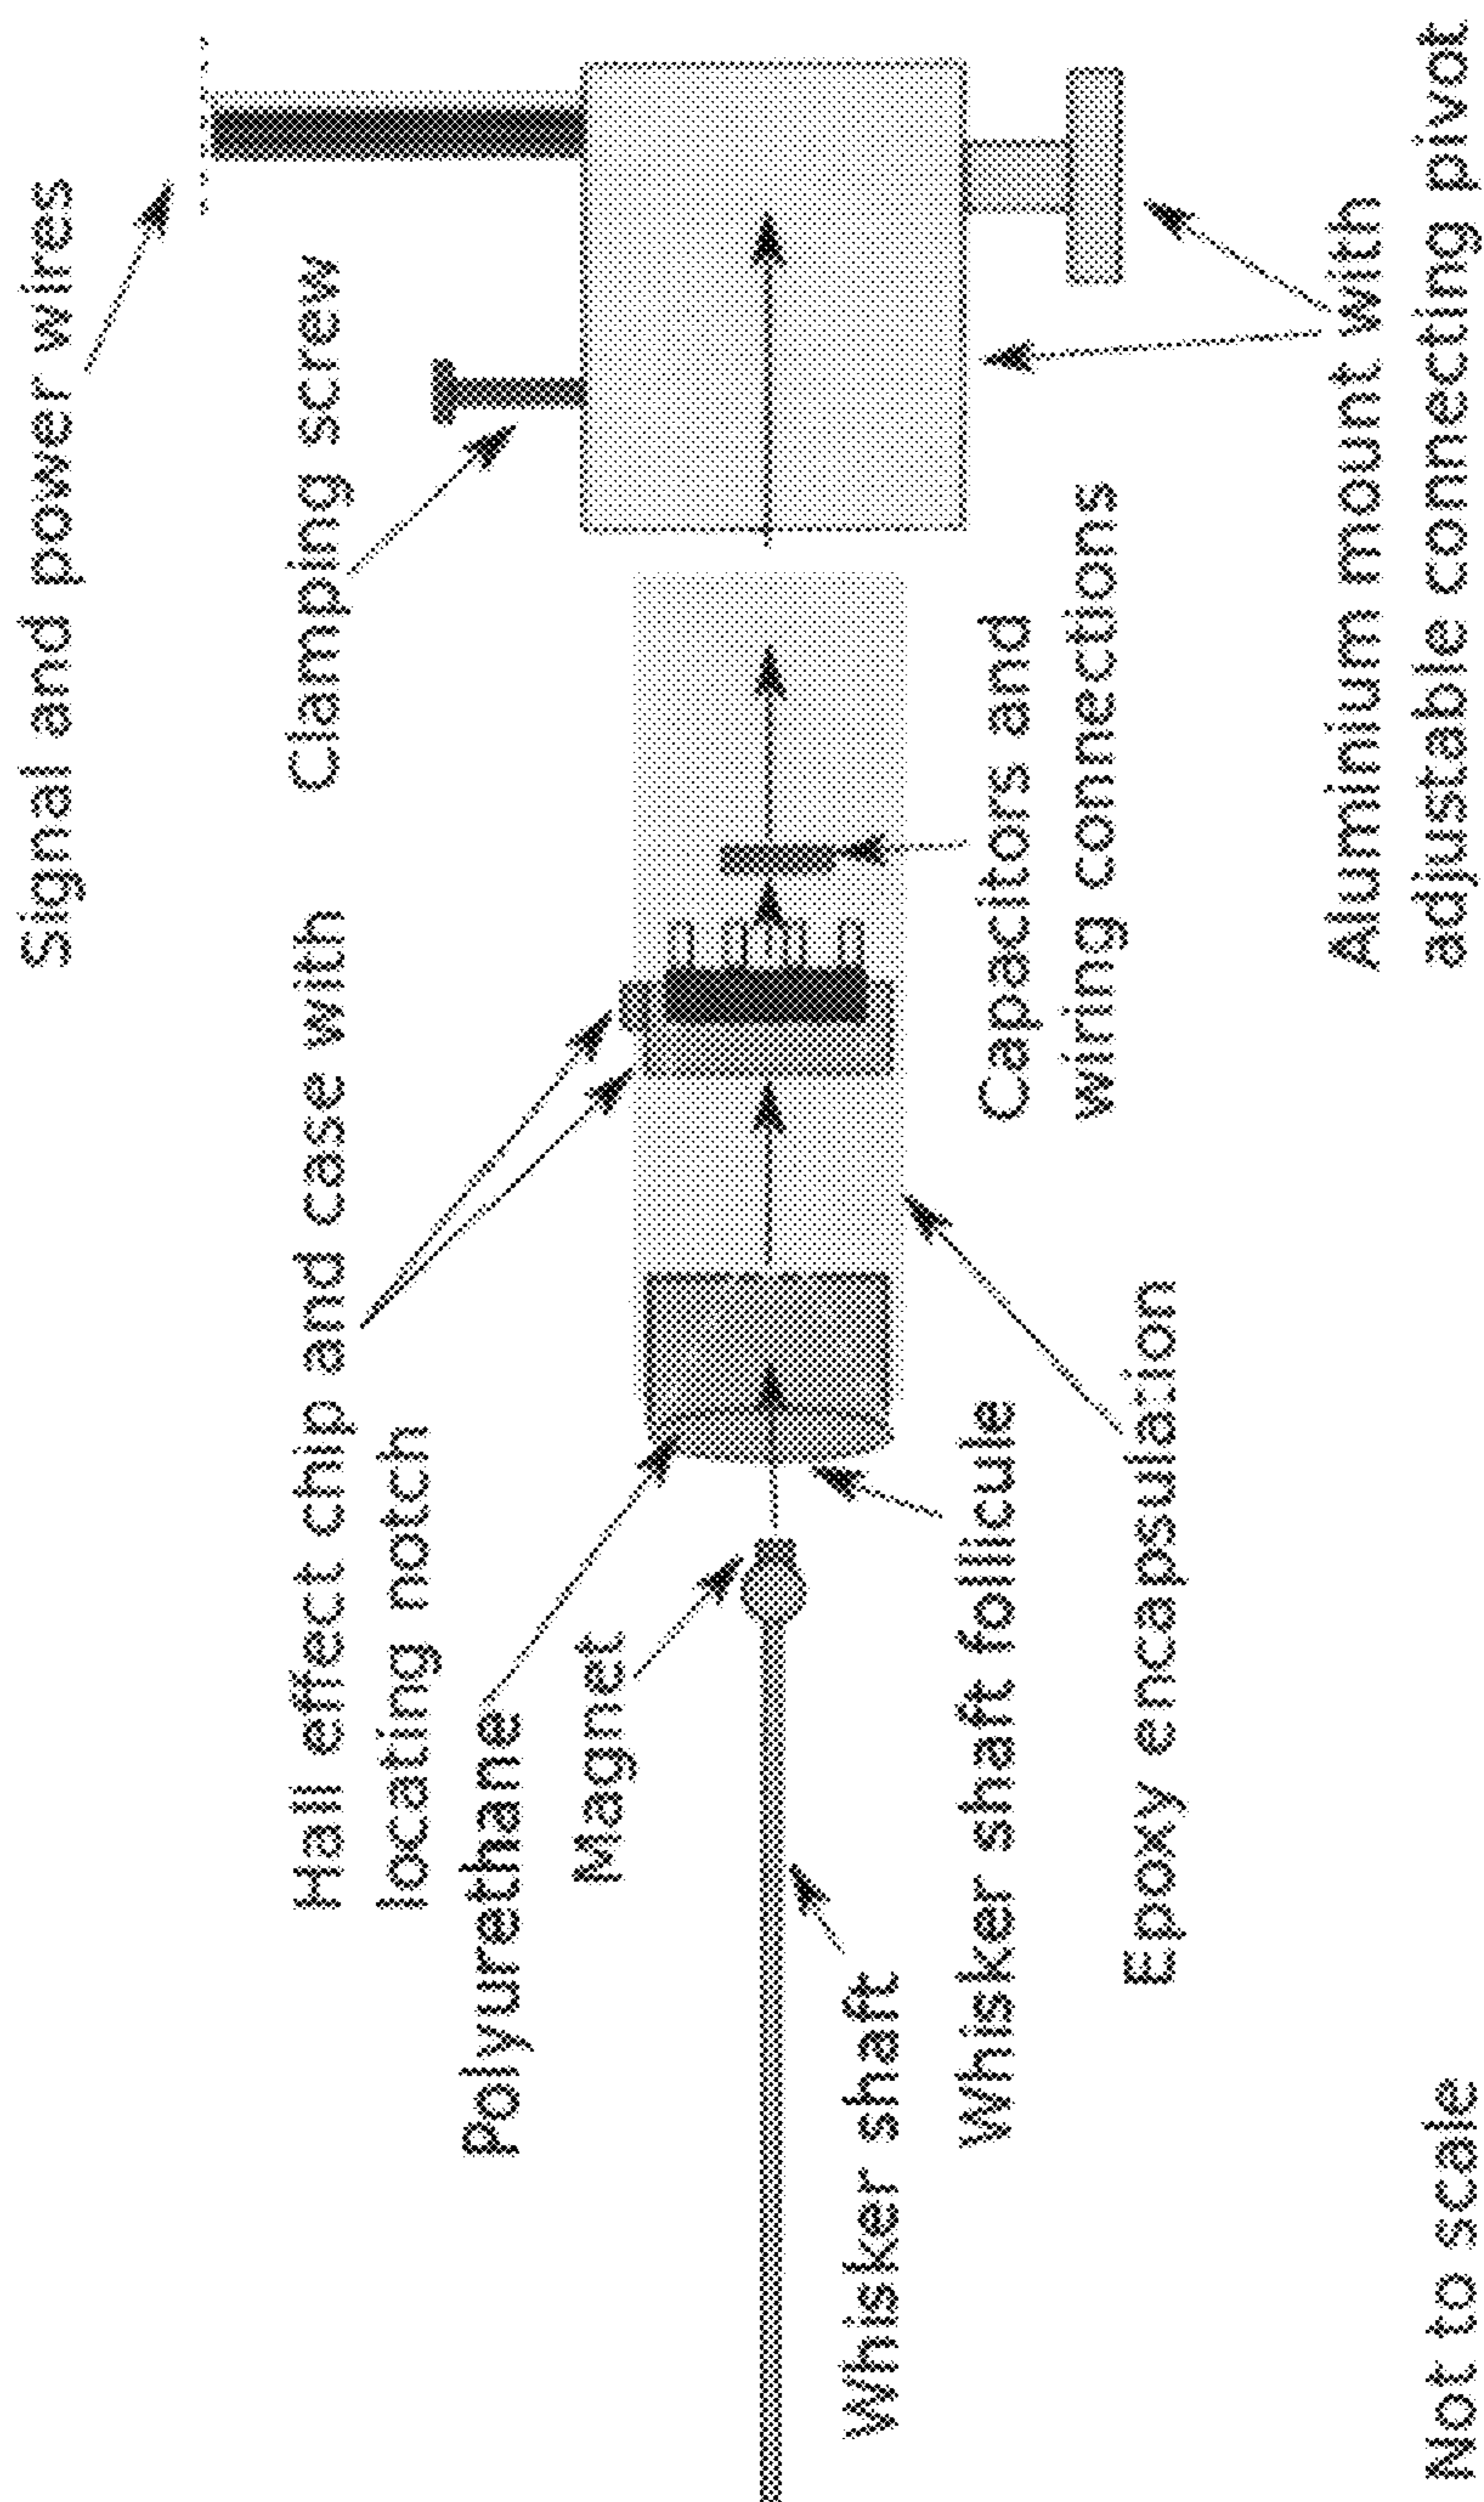 Signal and power wires
Clamping screw
Hall effect chip and case with
locating notch
Polyurethane
Magnet
Whisker shaft
Whisker shaft follicule
Capacitors and
wiring connections
Epoxy encapsulation
Aluminium mount with
adjustable connecting pivat
Not to scale